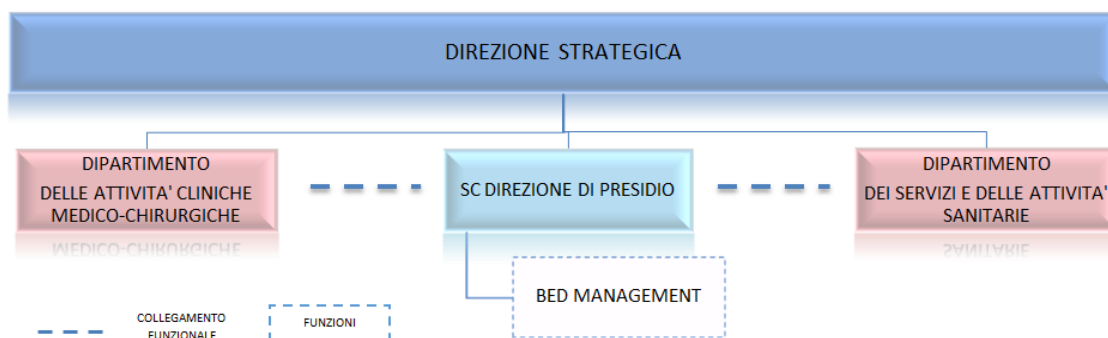 DIREZIONE STRATEGICA
DIPARTIMENTO
DELLE ATTIVITA' CLINICHE
MEDICO-CHIRURGICHE
SC DIREZIONE DI PRESIDIO
DIPARTIMENTO
DEI SERVIZI E DELLE ATTIVITA'
SANITARIE
BED MANAGEMENT
COLLEGAMENTO
FUNZIONALE
FUNZIONI